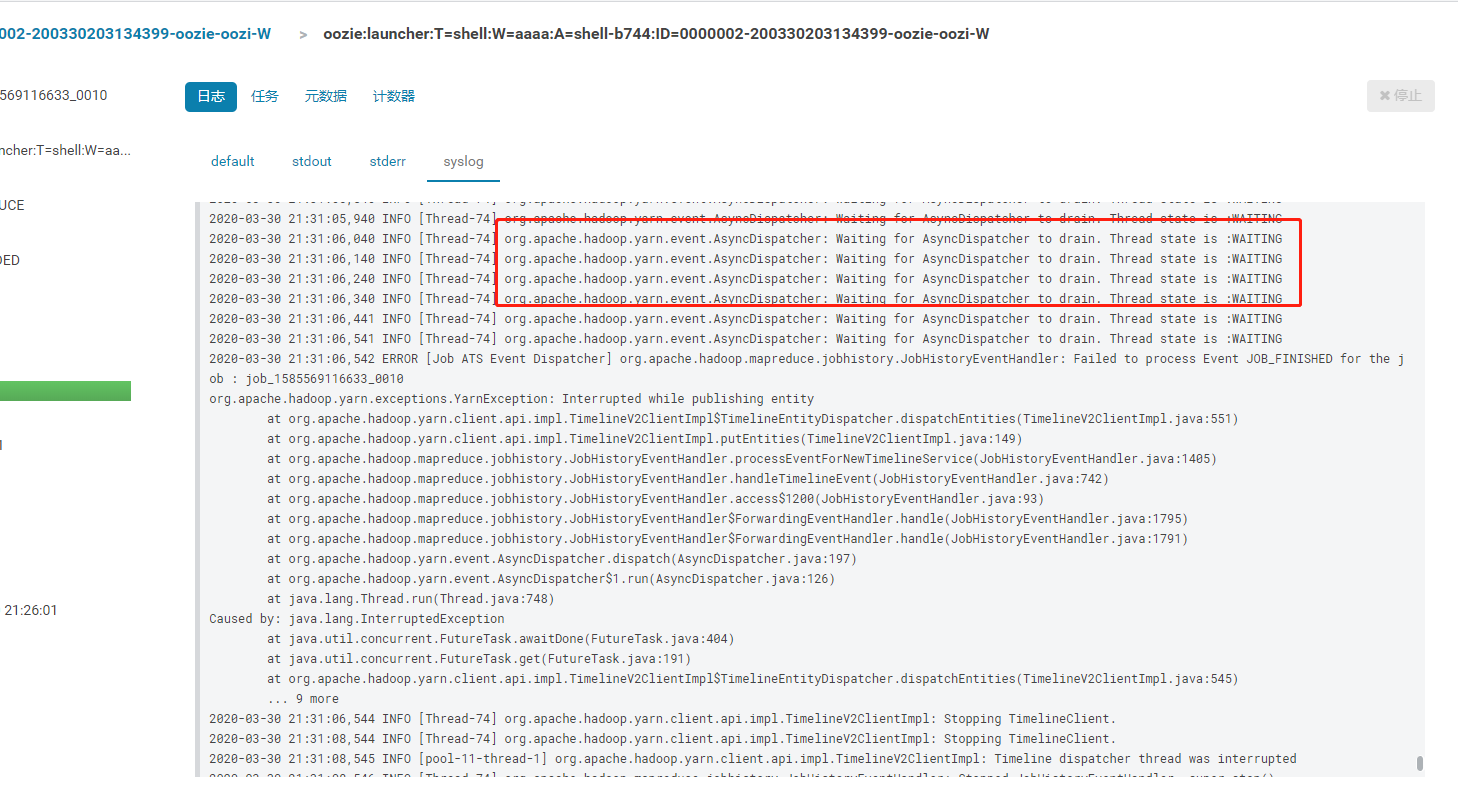 002-200330203134399-oozie-oozi-W > oozie:launcher:T=shell:W=aaaa:A=shell-b744:ID=0000002-200330203134399-oozie-oozi-W
569116633_0010
日志 任务 元数据 计数器
✖ 停止
ncher:T=shell:W=aa...
default stdout stderr syslog
UCE
DED
21:26:01
2020-03-30 21:31:05,940 INFO [Thread-74] org.apache.hadoop.yarn.event.AsyncDispatcher: Waiting for AsyncDispatcher to drain. Thread state is :WAITING
2020-03-30 21:31:06,040 INFO [Thread-74] org.apache.hadoop.yarn.event.AsyncDispatcher: Waiting for AsyncDispatcher to drain. Thread state is :WAITING
2020-03-30 21:31:06,140 INFO [Thread-74] org.apache.hadoop.yarn.event.AsyncDispatcher: Waiting for AsyncDispatcher to drain. Thread state is :WAITING
2020-03-30 21:31:06,240 INFO [Thread-74] org.apache.hadoop.yarn.event.AsyncDispatcher: Waiting for AsyncDispatcher to drain. Thread state is :WAITING
2020-03-30 21:31:06,340 INFO [Thread-74] org.apache.hadoop.yarn.event.AsyncDispatcher: Waiting for AsyncDispatcher to drain. Thread state is :WAITING
2020-03-30 21:31:06,441 INFO [Thread-74] org.apache.hadoop.yarn.event.AsyncDispatcher: Waiting for AsyncDispatcher to drain. Thread state is :WAITING
2020-03-30 21:31:06,541 INFO [Thread-74] org.apache.hadoop.yarn.event.AsyncDispatcher: Waiting for AsyncDispatcher to drain. Thread state is :WAITING
2020-03-30 21:31:06,542 ERROR [Job ATS Event Dispatcher] org.apache.hadoop.mapreduce.jobhistory.JobHistoryEventHandler: Failed to process Event JOB_FINISHED for the j
ob : job_1585569116633_0010
org.apache.hadoop.yarn.exceptions.YarnException: Interrupted while publishing entity
at org.apache.hadoop.yarn.client.api.impl.TimelineV2ClientImpl$TimelineEntityDispatcher.dispatchEntities(TimelineV2ClientImpl.java:551)
at org.apache.hadoop.yarn.client.api.impl.TimelineV2ClientImpl.putEntities(TimelineV2ClientImpl.java:149)
at org.apache.hadoop.mapreduce.jobhistory.JobHistoryEventHandler.processEventForNewTimelineService(JobHistoryEventHandler.java:1405)
at org.apache.hadoop.mapreduce.jobhistory.JobHistoryEventHandler.handleTimelineEvent(JobHistoryEventHandler.java:742)
at org.apache.hadoop.mapreduce.jobhistory.JobHistoryEventHandler.access$1200(JobHistoryEventHandler.java:93)
at org.apache.hadoop.mapreduce.jobhistory.JobHistoryEventHandler$ForwardingEventHandler.handle(JobHistoryEventHandler.java:1795)
at org.apache.hadoop.mapreduce.jobhistory.JobHistoryEventHandler$ForwardingEventHandler.handle(JobHistoryEventHandler.java:1791)
at org.apache.hadoop.yarn.event.AsyncDispatcher.dispatch(AsyncDispatcher.java:197)
at org.apache.hadoop.yarn.event.AsyncDispatcher$1.run(AsyncDispatcher.java:126)
at java.lang.Thread.run(Thread.java:748)
Caused by: java.lang.InterruptedException
at java.util.concurrent.FutureTask.awaitDone(FutureTask.java:404)
at java.util.concurrent.FutureTask.get(FutureTask.java:191)
at org.apache.hadoop.yarn.client.api.impl.TimelineV2ClientImpl$TimelineEntityDispatcher.dispatchEntities(TimelineV2ClientImpl.java:545)
... 9 more
2020-03-30 21:31:06,544 INFO [Thread-74] org.apache.hadoop.yarn.client.api.impl.TimelineV2ClientImpl: Stopping TimelineClient.
2020-03-30 21:31:08,544 INFO [Thread-74] org.apache.hadoop.yarn.client.api.impl.TimelineV2ClientImpl: Stopping TimelineClient.
2020-03-30 21:31:08,545 INFO [pool-11-thread-1] org.apache.hadoop.yarn.client.api.impl.TimelineV2ClientImpl: Timeline dispatcher thread was interrupted